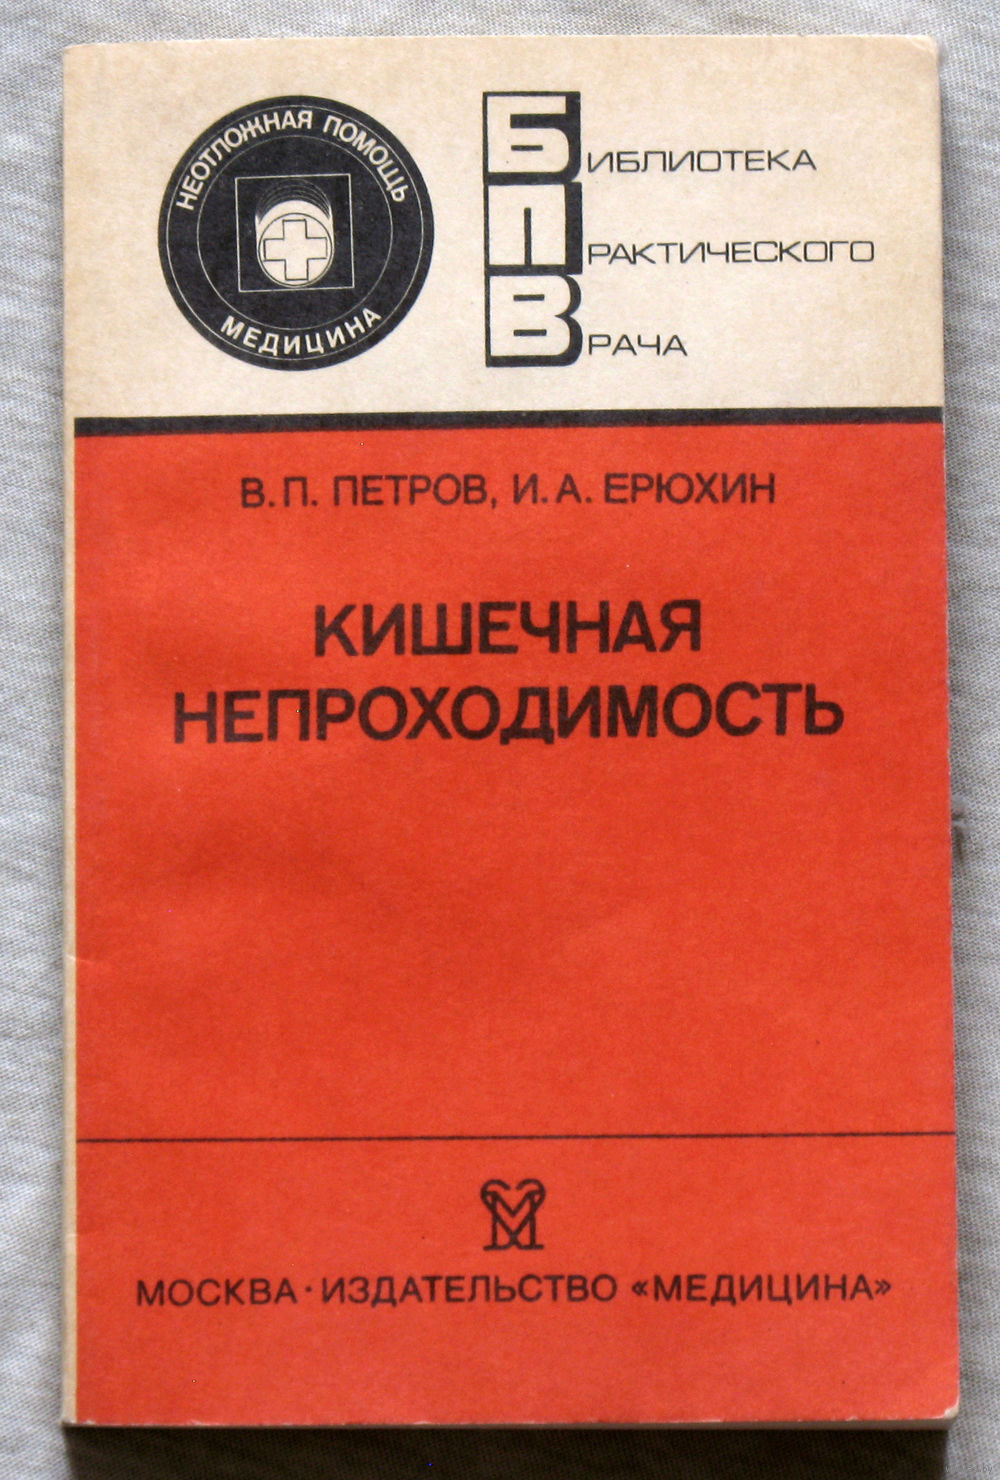 НЕОТЛОЖНАЯ ПОМОЩЬ
МЕДИЦИНА
БИБЛИОТЕКА
ПРАКТИЧЕСКОГО
ВРАЧА
В. П. ПЕТРОВ, И. А. ЕРЮХИН
КИШЕЧНАЯ
НЕПРОХОДИМОСТЬ
МОСКВА · ИЗДАТЕЛЬСТВО «МЕДИЦИНА»